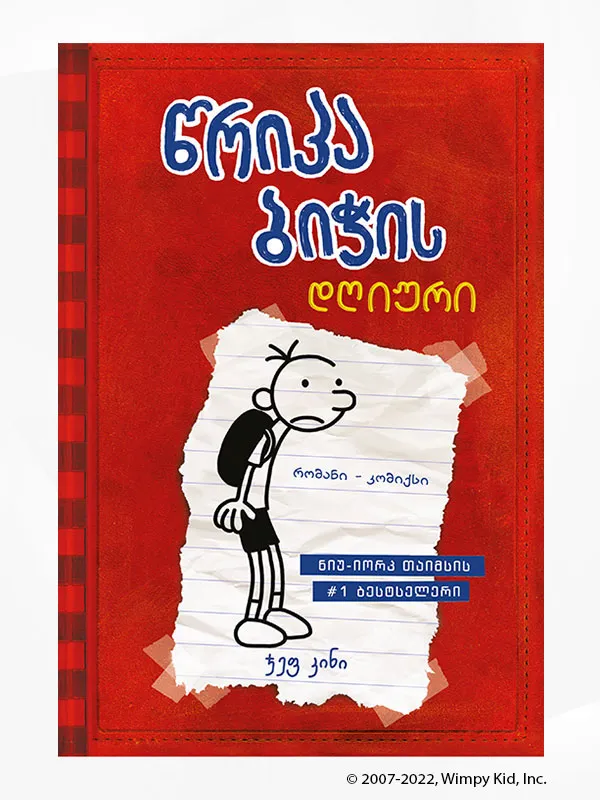 წრიპა
ბიჭის
დღიური
რომანი - კომიქსი
ნიუ-იორკ თაიმსის
#1 ბესტსელერი
ჯეფ კინი
© 2007-2022, Wimpy Kid, Inc.